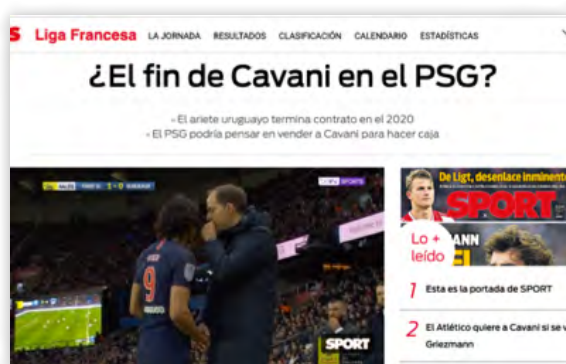 S Liga Francesa LA JORNADA RESULTADOS CLASIFICACIÓN CALENDARIO ESTADÍSTICAS
¿El fin de Cavani en el PSG?
- El ariete uruguayo termina contrato en el 2020
- El PSG podría pensar en vender a Cavani para hacer caja
1-0
SPORTS
9
SPORT
De Ligt, desenlace inminente
SPORT
ANN
EL
Lo +
leído
1 Esta es la portada de SPORT
2 El Atlético quiere a Cavani si se v
Griezmann